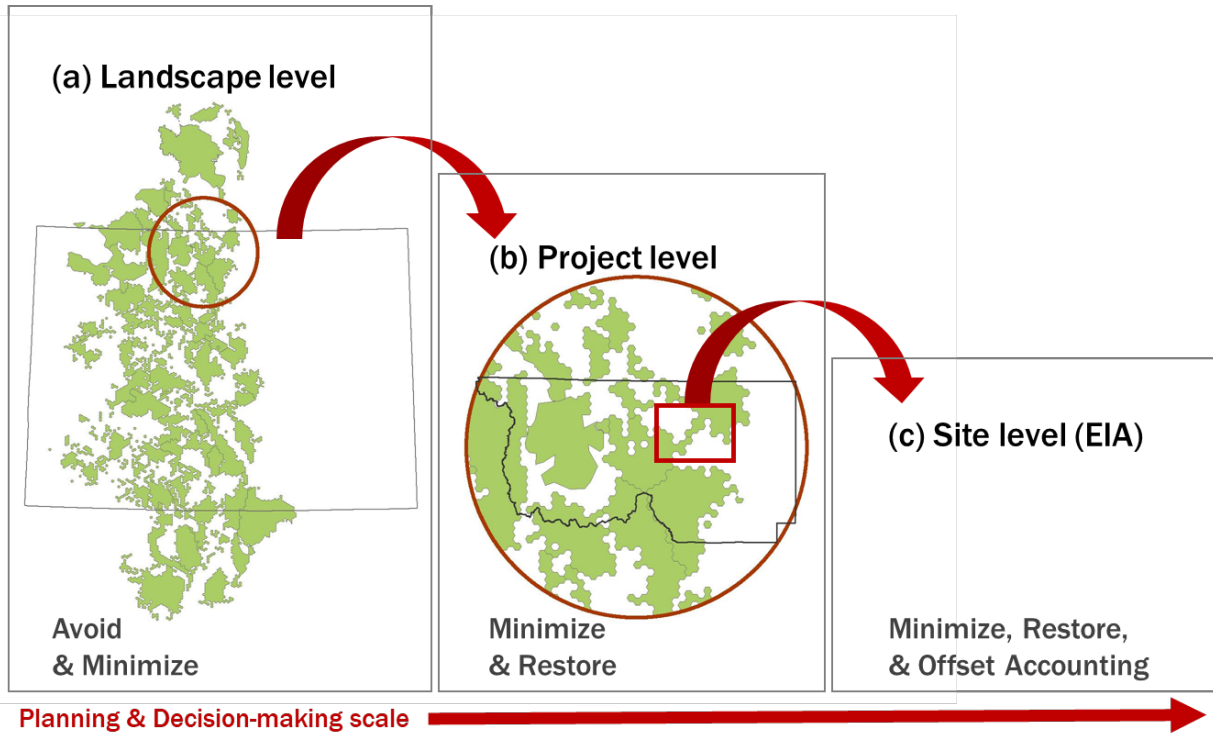 (a) Landscape level
(b) Project level
(c) Site level (EIA)
Avoid
& Minimize
Minimize
& Restore
Minimize, Restore,
& Offset Accounting
Planning & Decision-making scale